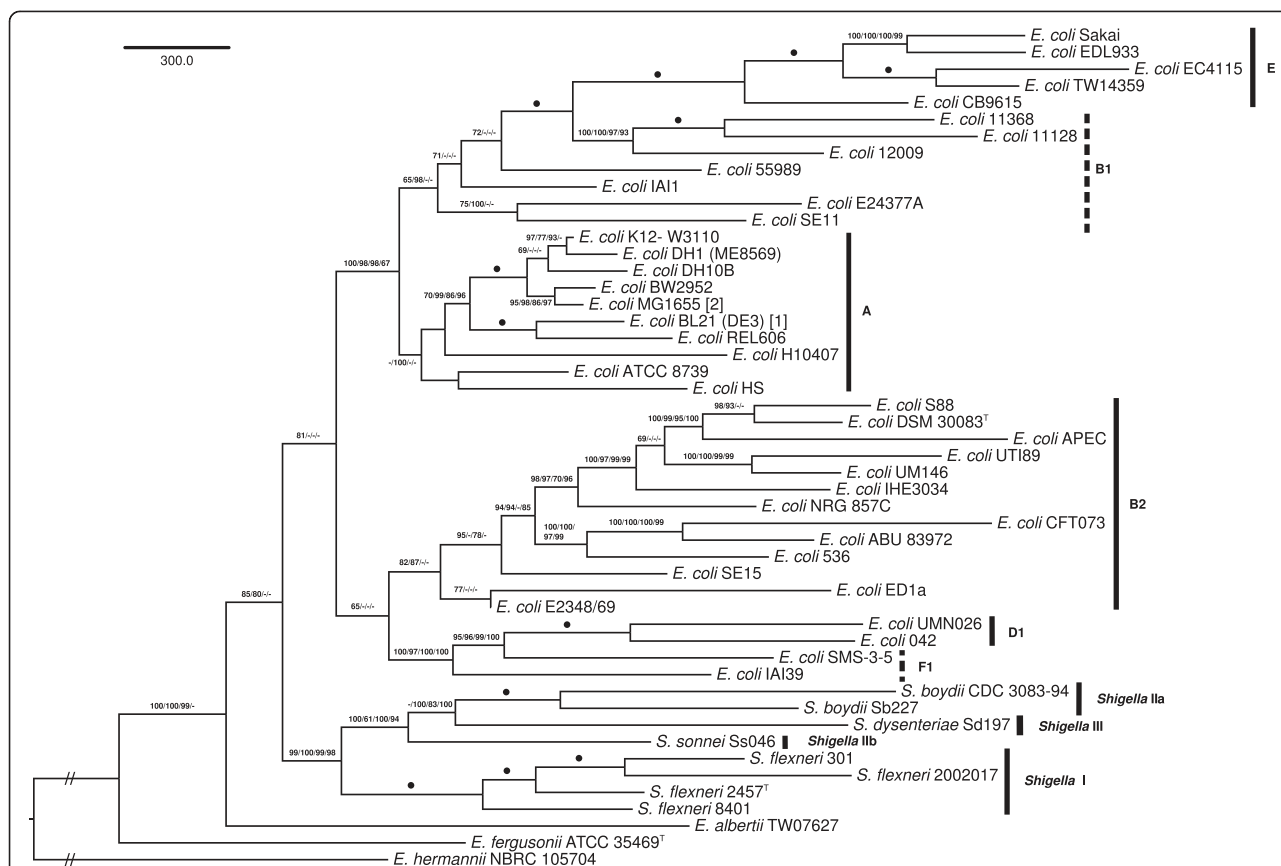 300.0
100/100/100/99
E. coli Sakai
E. coli EDL933
E. coli EC4115
E. coli TW14359
E. coli CB9615
E
E. coli 11368
E. coli 11128
100/100/97/93
E. coli 12009
72/-/-/-
E. coli 55989
71/-/-/-
E. coli IAI1
65/98/-/-
75/100/-/-
E. coli E24377A
E. coli SE11
B1
97/77/93/-
E. coli K12- W3110
69/-/-/-
E. coli DH1 (ME8569)
E. coli DH10B
100/98/98/67
E. coli BW2952
70/99/86/96
95/98/86/97
E. coli MG1655 [2]
E. coli BL21 (DE3) [1]
E. coli REL606
E. coli H10407
-/100/-/-
E. coli ATCC 8739
E. coli HS
A
98/93/-/-
E. coli S88
100/99/95/100
E. coli DSM 30083T
69/-/-/-
E. coli APEC
81/-/-/-
100/100/99/99
E. coli UTI89
100/97/99/99
E. coli UM146
E. coli IHE3034
98/97/70/96
E. coli NRG 857C
B2
94/94/-/85
100/100/
97/99
100/100/100/99
E. coli CFT073
E. coli ABU 83972
95/-/78/-
E. coli 536
82/87/-/-
E. coli SE15
77/-/-/-
E. coli ED1a
E. coli E2348/69
85/80/-/-
65/-/-/-
E. coli UMN026
95/96/99/100
E. coli 042
D1
100/97/100/100
E. coli SMS-3-5
E. coli IAI39
F1
100/100/99/-
S. boydii CDC 3083-94
-/100/83/100
S. boydii Sb227
Shigella IIa
100/61/100/94
S. dysenteriae Sd197
Shigella III
S. sonnei Ss046
Shigella IIb
99/100/99/98
S. flexneri 301
S. flexneri 2002017
S. flexneri 2457T
S. flexneri 8401
Shigella I
E. albertii TW07627
E. fergusonii ATCC 35469T
E. hermannii NBRC 105704